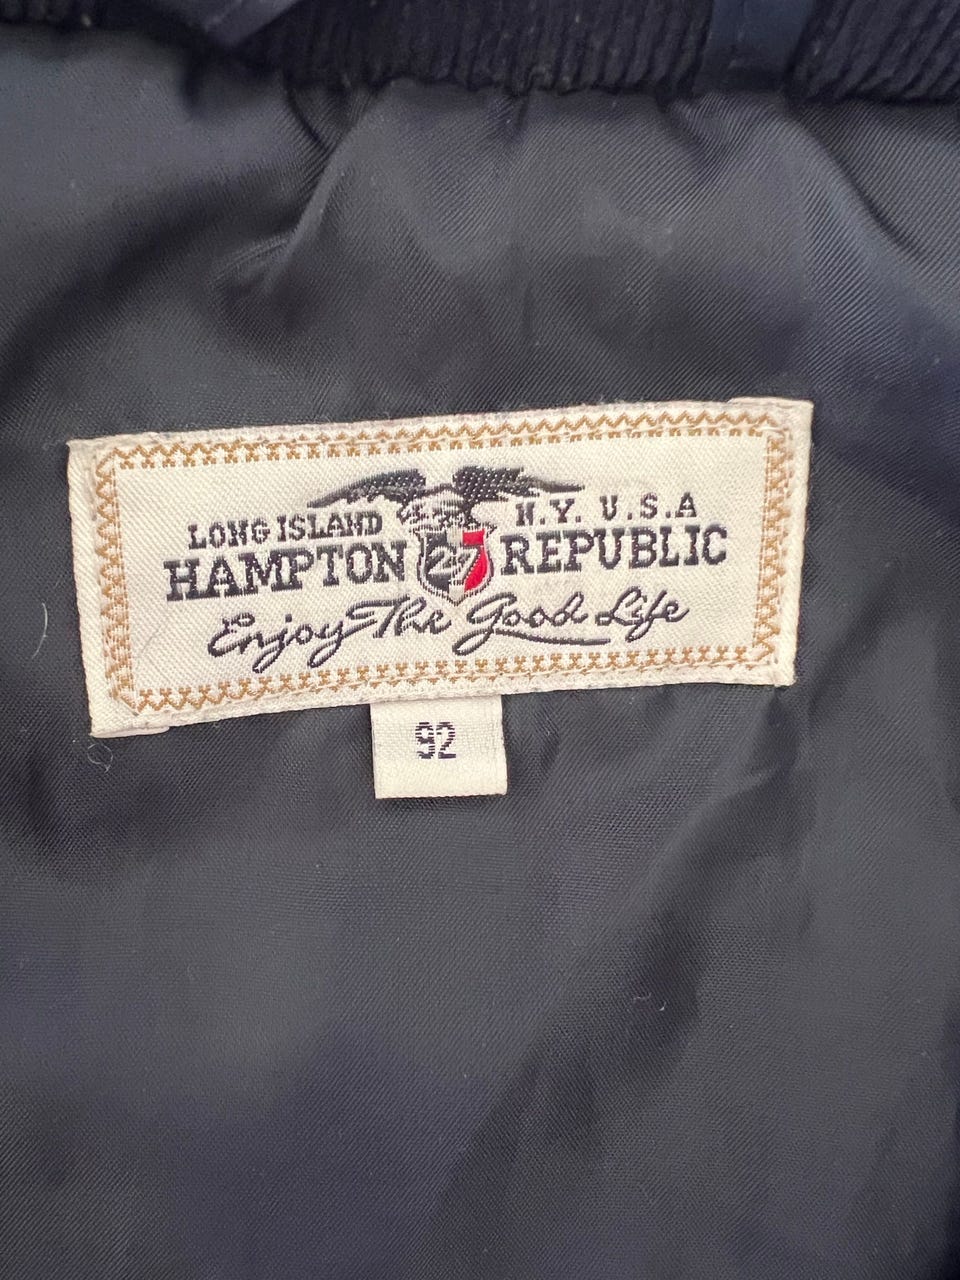 LONG ISLAND N.Y. U.S.A
HAMPTON 27 REPUBLIC
Enjoy The Good Life
92